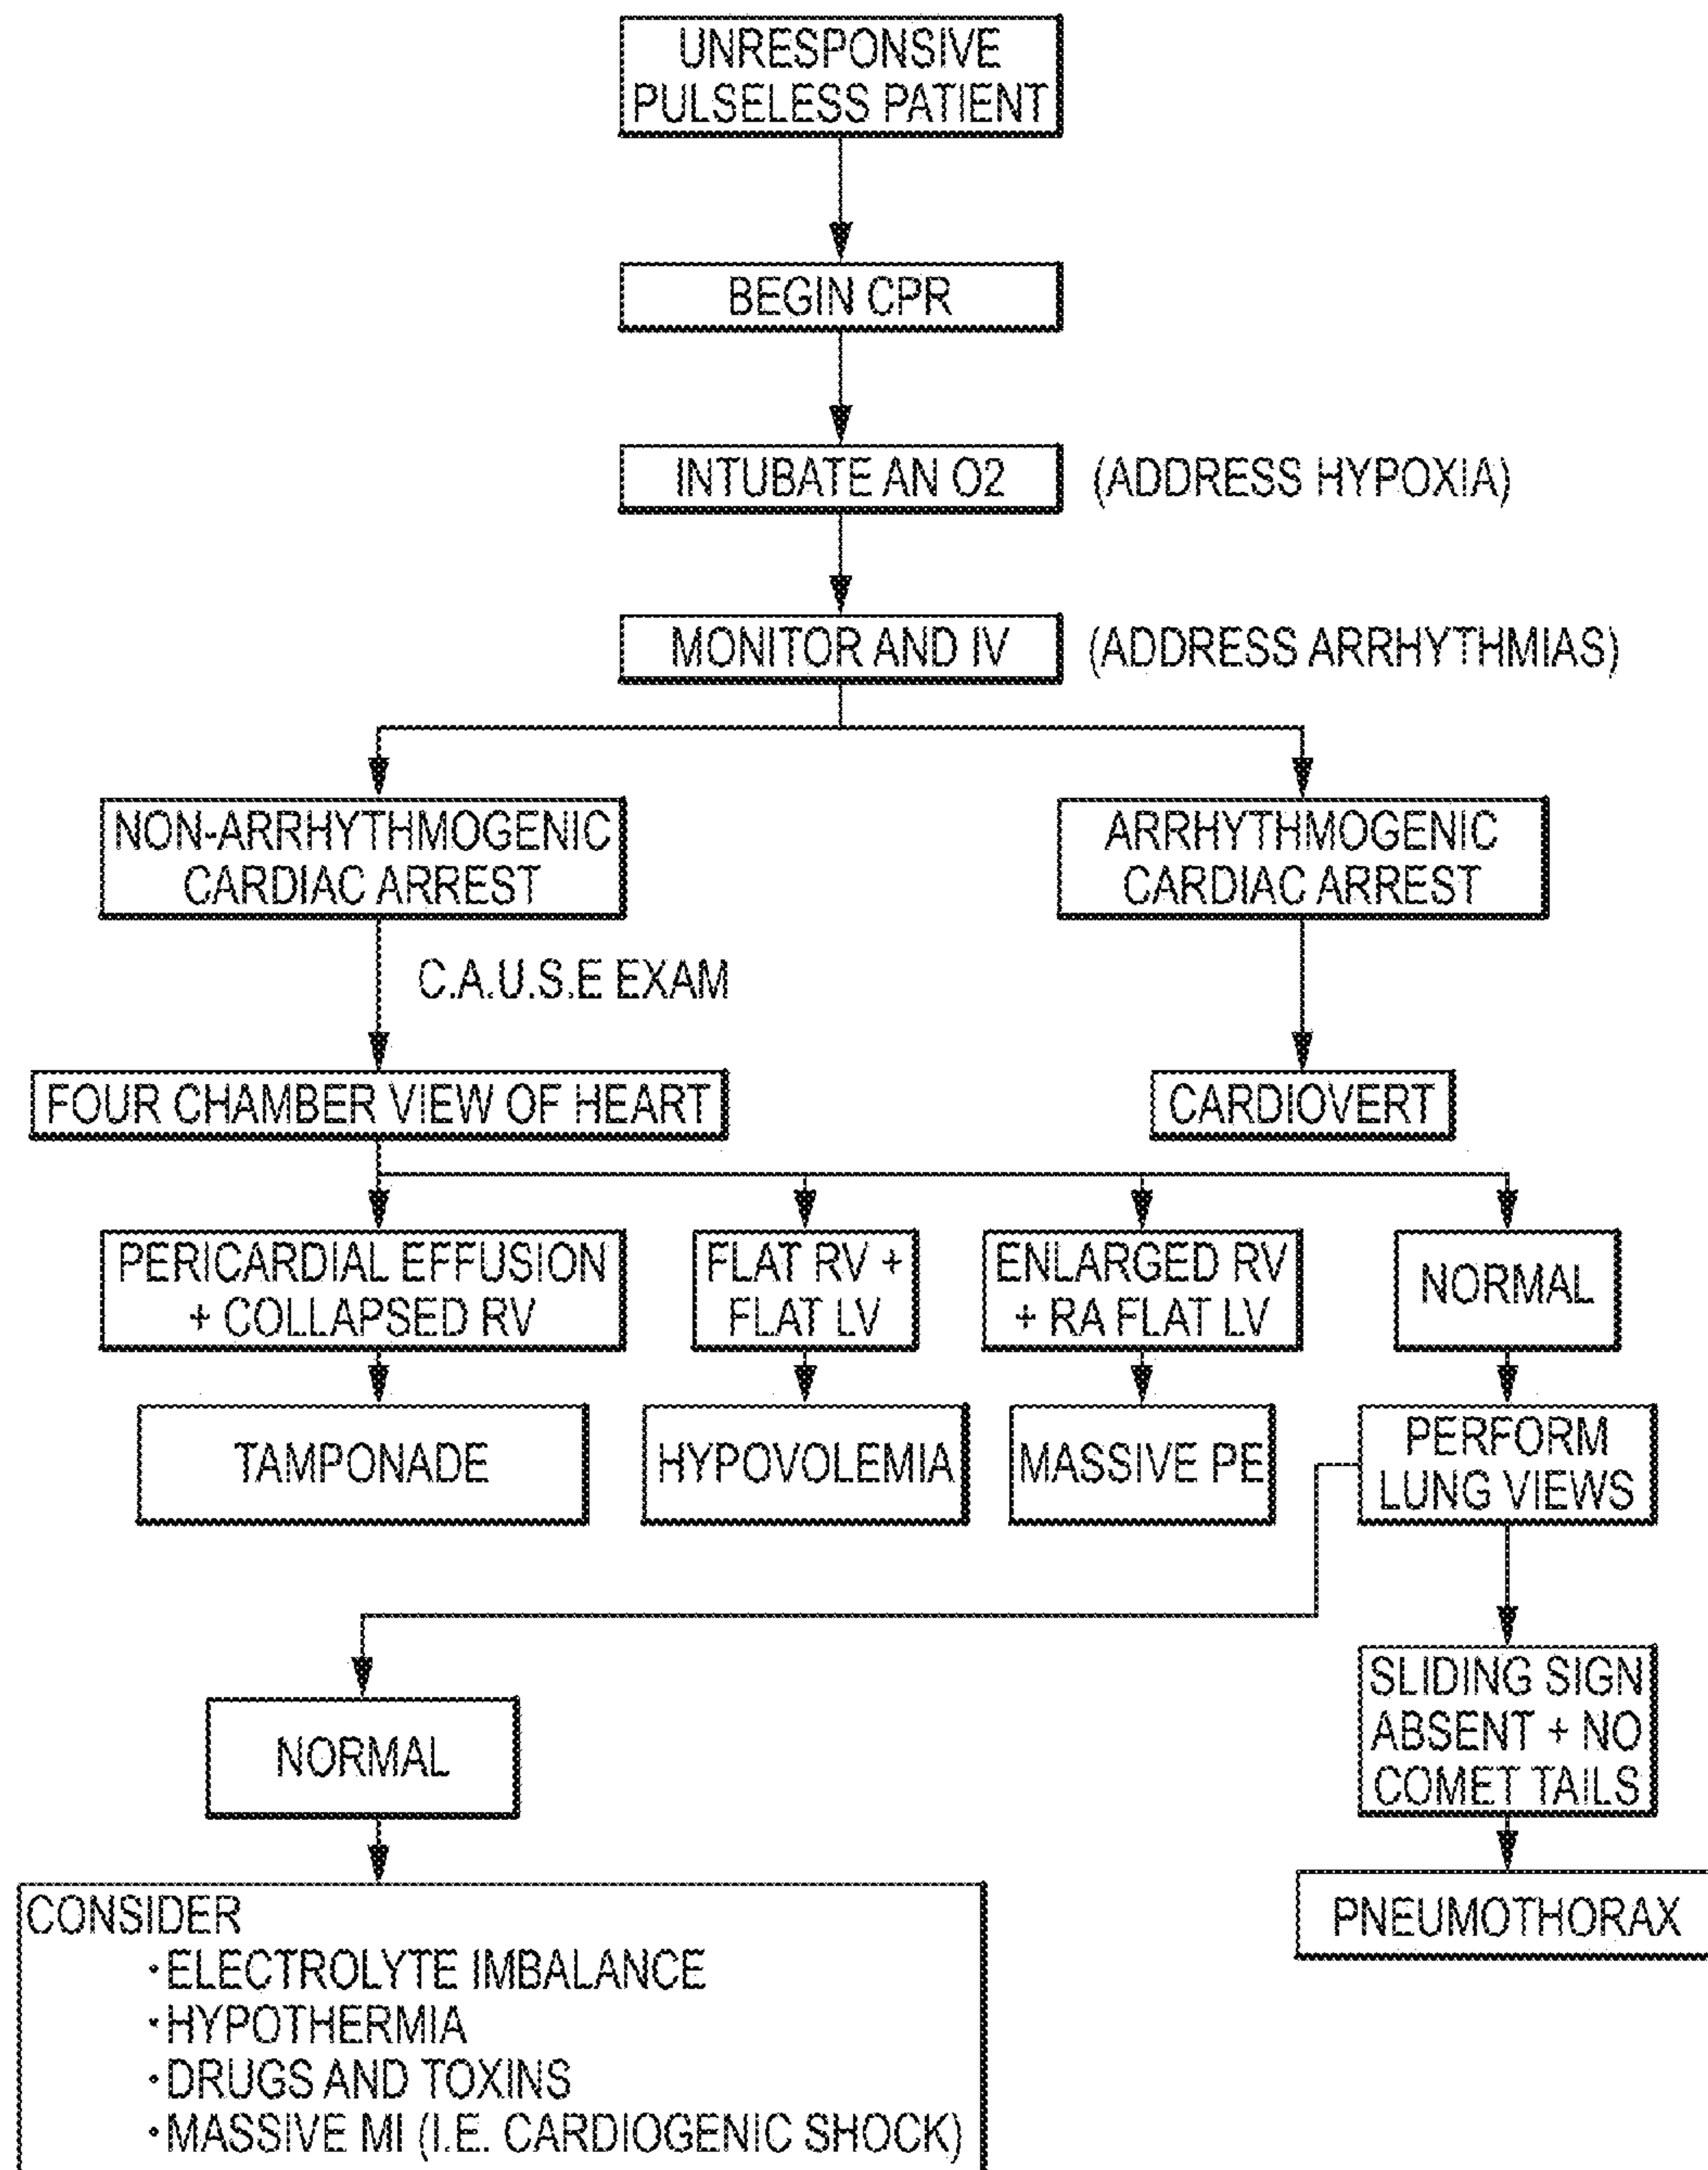 UNRESPONSIVE
PULSELESS PATIENT
BEGIN CPR
INTUBATE AN O2
(ADDRESS HYPOXIA)
MONITOR AND IV
(ADDRESS ARRHYTHMIAS)
NON-ARRHYTHMOGENIC
CARDIAC ARREST
ARRHYTHMOGENIC
CARDIAC ARREST
C.A.U.S.E EXAM
FOUR CHAMBER VIEW OF HEART
CARDIOVERT
PERICARDIAL EFFUSION
+ COLLAPSED RV
FLAT RV +
FLAT LV
ENLARGED RV
+ RA FLAT LV
NORMAL
TAMPONADE
HYPOVOLEMIA
MASSIVE PE
PERFORM
LUNG VIEWS
NORMAL
SLIDING SIGN
ABSENT + NO
COMET TAILS
CONSIDER
· ELECTROLYTE IMBALANCE
· HYPOTHERMIA
· DRUGS AND TOXINS
· MASSIVE MI (I.E. CARDIOGENIC SHOCK)
PNEUMOTHORAX